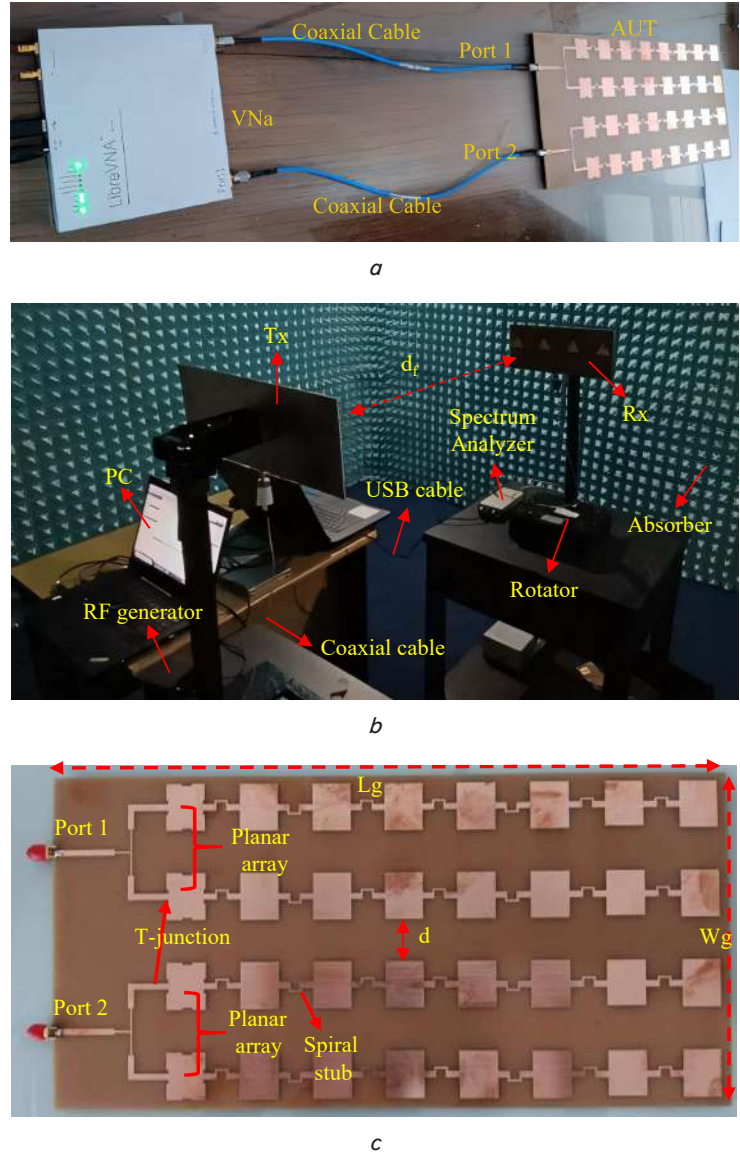 Coaxial Cable
AUT
Port 1
VNa
LibreVNA
Port 2
Coaxial Cable
a
Tx
df
Rx
Spectrum
Analyzer
PC
USB cable
Absorber
Rotator
RF generator
Coaxial cable
b
Lg
Port 1
Planar
array
T-junction
d
Wg
Port 2
Planar
array
Spiral
stub
c